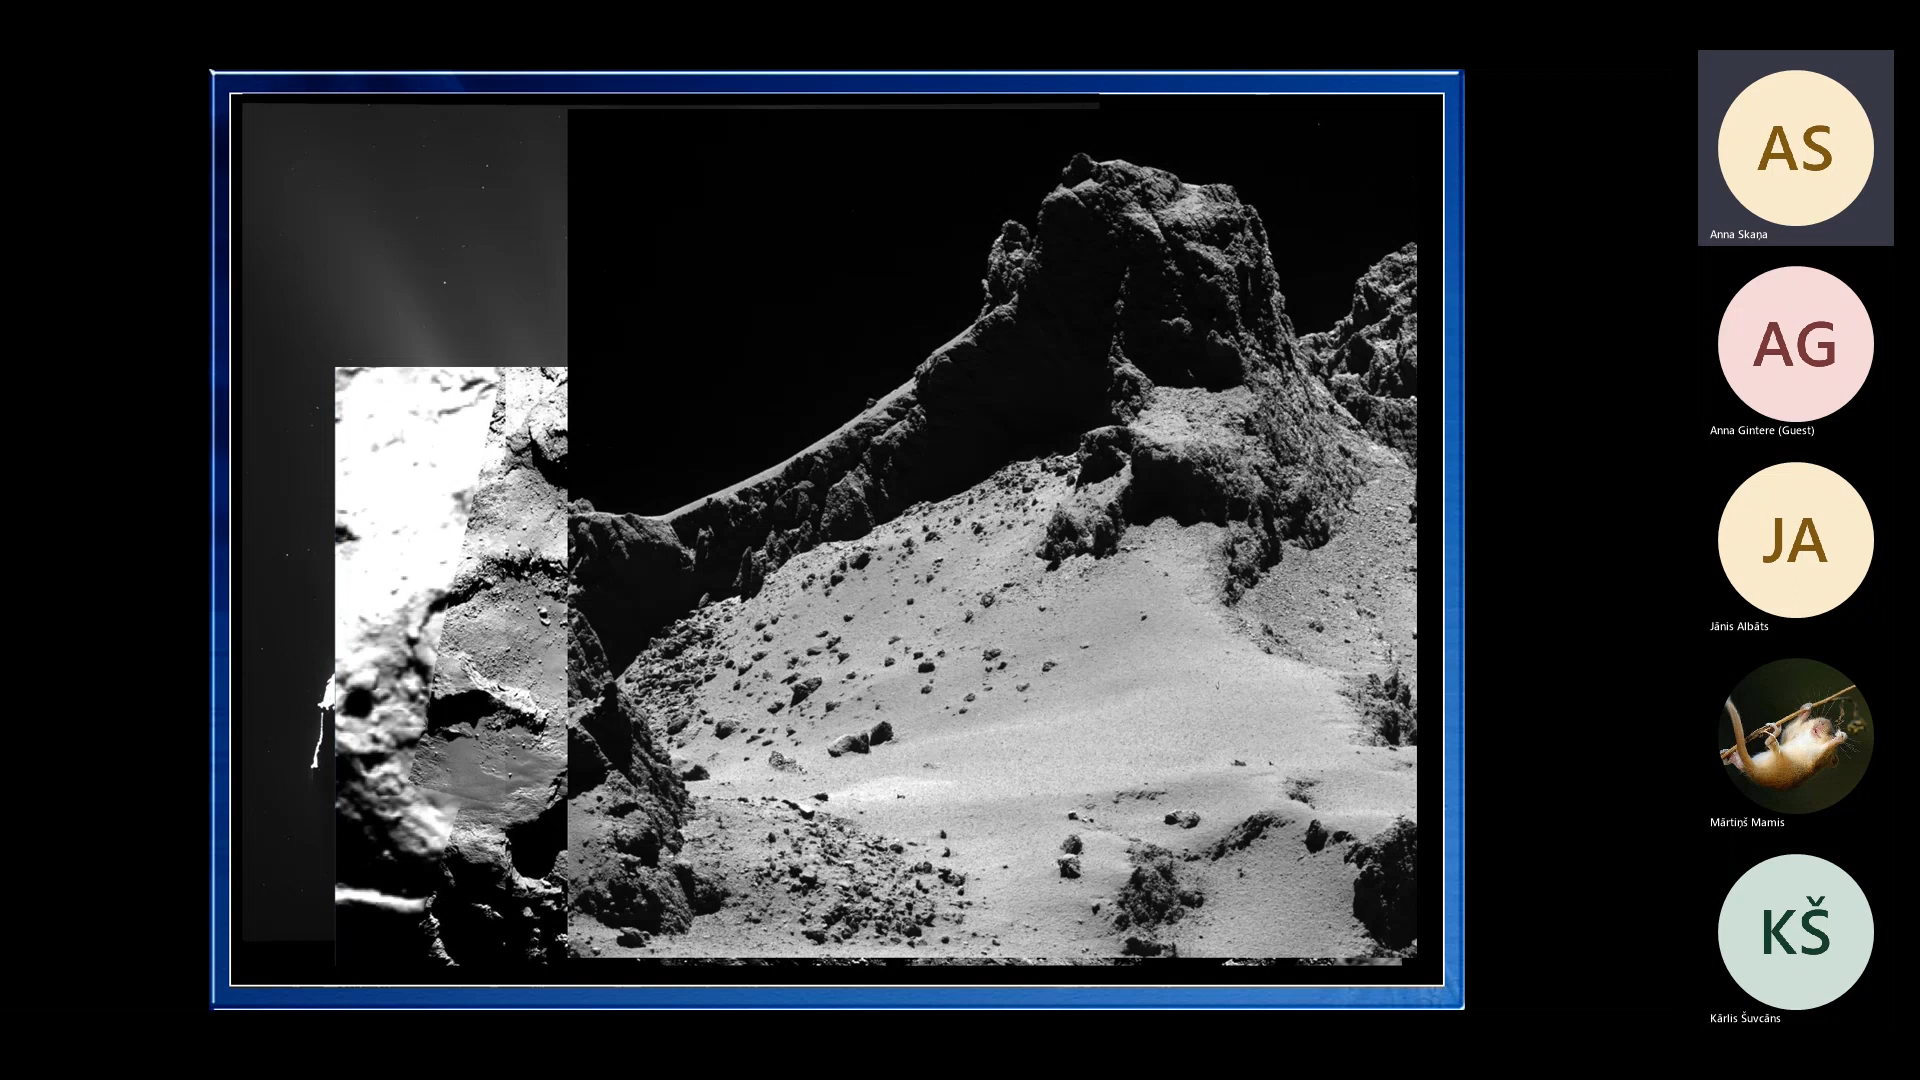 AS
Anna Skaņa
AG
Anna Gintere (Guest)
JA
Jānis Albāts
Mārtiņš Mamis
KŠ
Kārlis Šuvcāns